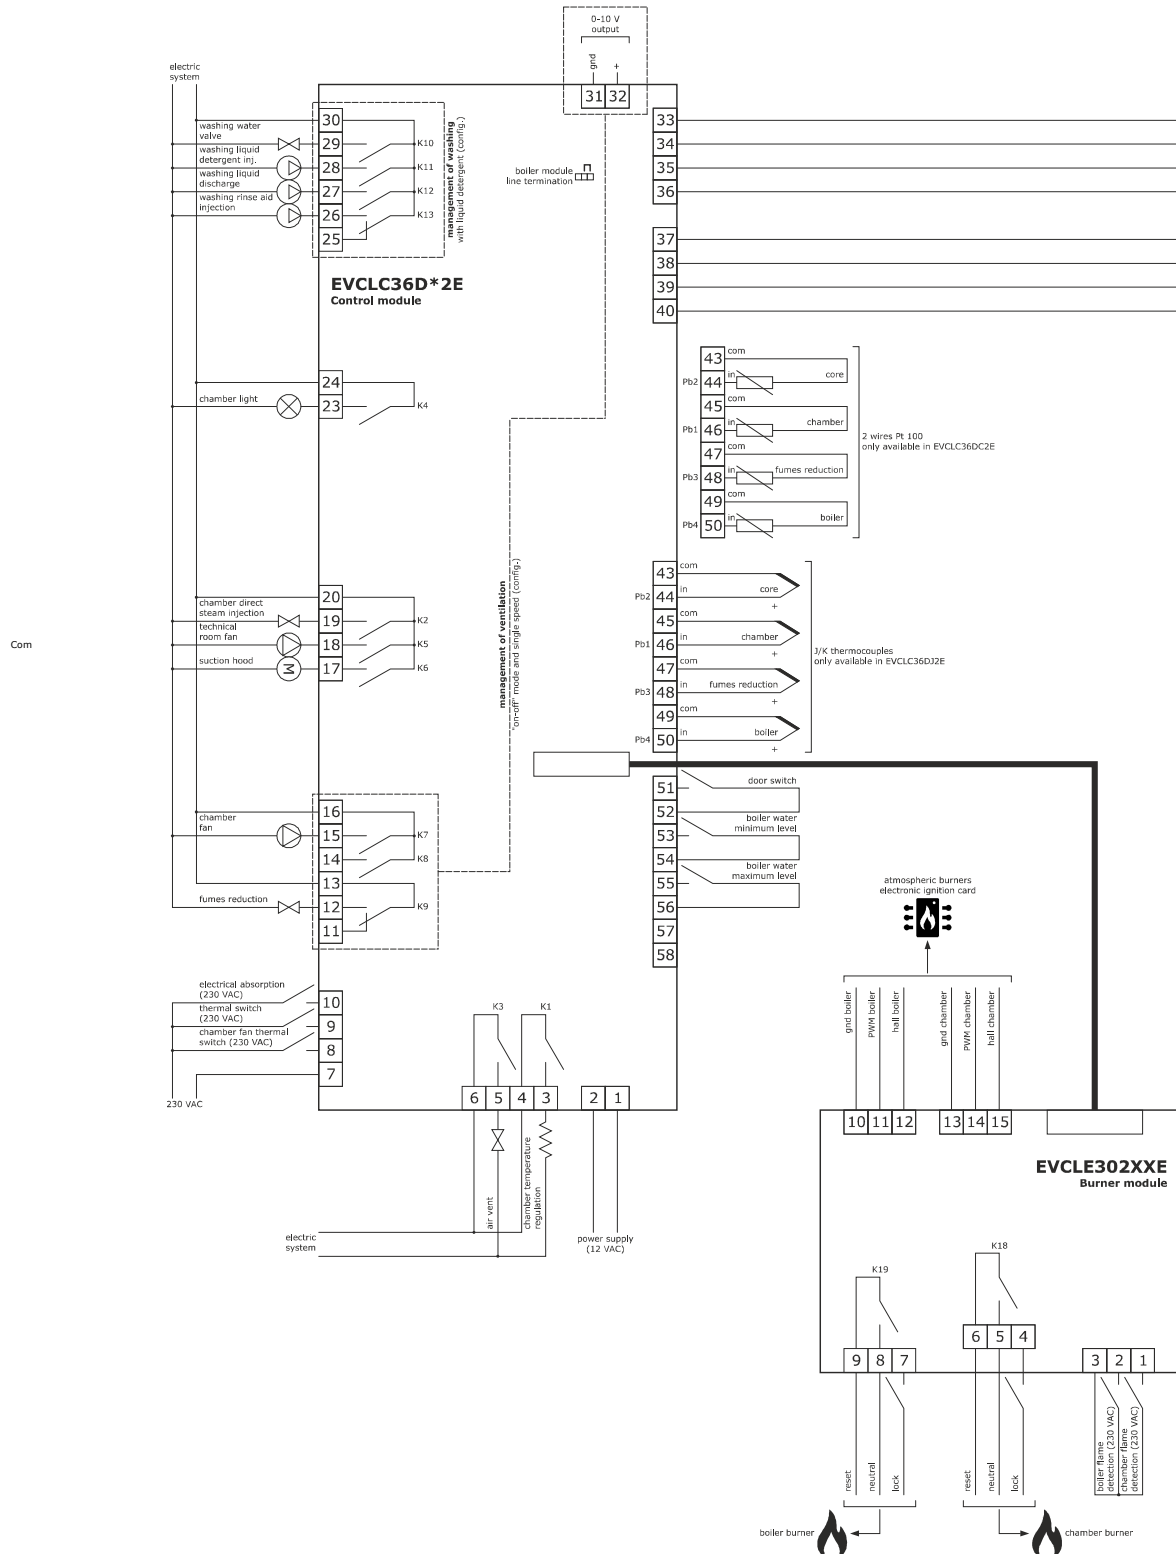 0-10 V
output
gnd
+
electric
system
31 32
30
29
28
27
26
25
washing water
valve
washing liquid
detergent inj.
washing liquid
discharge
washing rinse aid
injection
K10
K11
K12
K13
management of washing
with liquid detergent (config.)
boiler module
line termination
33
34
35
36
37
38
39
40
EVCLC36D*2E
Control module
24
23
chamber light
K4
43 com
Pb2 44 in core
45 com
Pb1 46 in chamber
47 com
Pb3 48 in fumes reduction
49 com
Pb4 50 in boiler
2 wires Pt 100
only available in EVCLC36DC2E
management of ventilation
"on-off" mode and single speed (config.)
20
19
18
17
chamber direct
steam injection
technical
room fan
suction hood
M
K2
K5
K6
Com
43 com
Pb2 44 in core
+
45 com
Pb1 46 in chamber
+
47 com
Pb3 48 in fumes reduction
+
49 com
Pb4 50 in boiler
+
J/K thermocouples
only available in EVCLC36DJ2E
51
52
53
54
55
56
57
58
door switch
boiler water
minimum level
boiler water
maximum level
16
15
14
13
12
11
chamber
fan
fumes reduction
K7
K8
K9
atmospheric burners
electronic ignition card
10
9
8
7
electrical absorption
(230 VAC)
thermal switch
(230 VAC)
chamber fan thermal
switch (230 VAC)
230 VAC
K3
K1
6 5 4 3 2 1
air vent
chamber temperature
regulation
electric
system
power supply
(12 VAC)
gnd boiler
PWM boiler
hall boiler
gnd chamber
PWM chamber
hall chamber
10 11 12 13 14 15
EVCLE302XXE
Burner module
K19
K18
6 5 4
9 8 7
3 2 1
reset
neutral
lock
reset
neutral
lock
boiler flame
detection (230 VAC)
chamber flame
detection (230 VAC)
boiler burner
chamber burner